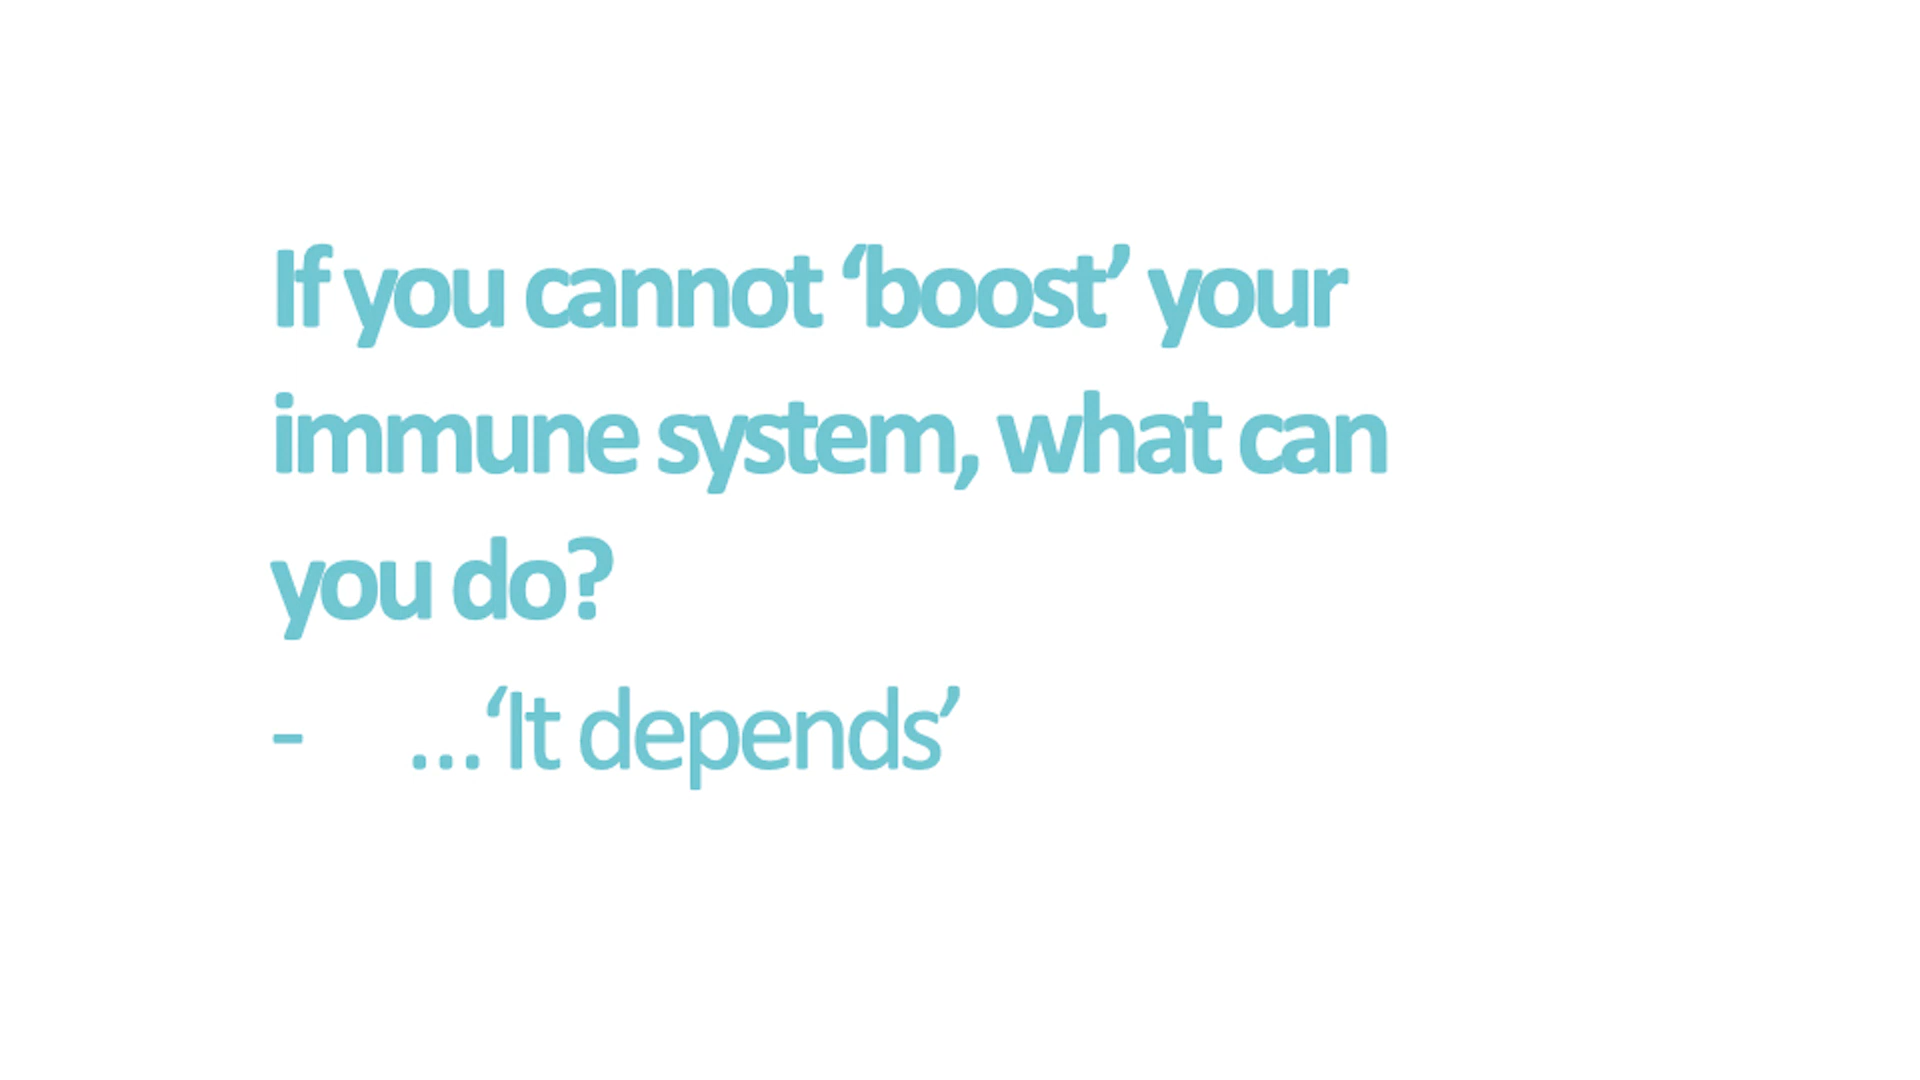 If you cannot ‘boost’ your
immune system, what can
you do?
- ...‘It depends’